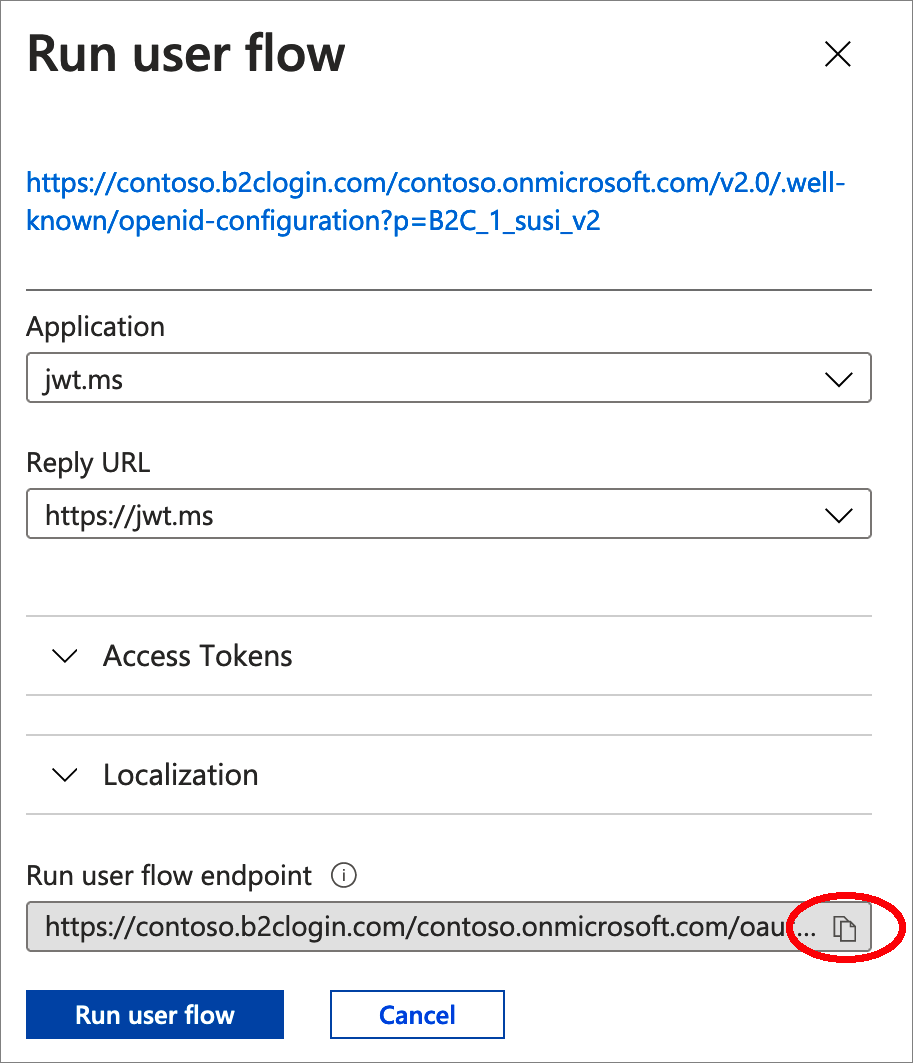 Run user flow
https://contoso.b2clogin.com/contoso.onmicrosoft.com/v2.0/.well-
known/openid-configuration?p=B2C_1_susi_v2
Application
jwt.ms
Reply URL
https://jwt.ms
Access Tokens
Localization
Run user flow endpoint
https://contoso.b2clogin.com/contoso.onmicrosoft.com/oau...
Run user flow
Cancel